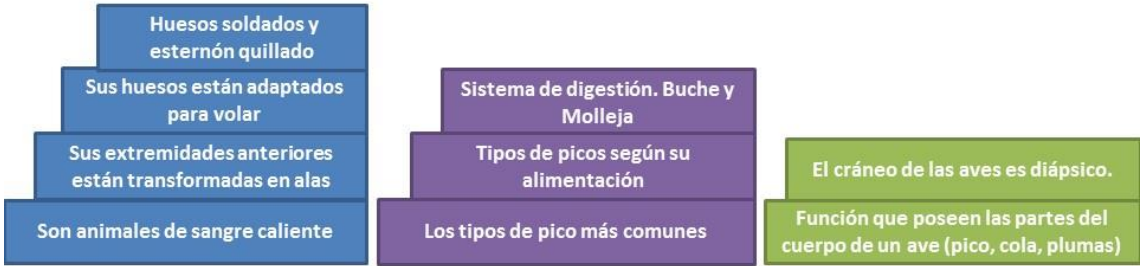 Huesos soldados y
esternón quillado
Sus huesos están adaptados
para volar
Sus extremidades anteriores
están transformadas en alas
Son animales de sangre caliente
Sistema de digestión. Buche y
Molleja
Tipos de picos según su
alimentación
Los tipos de pico más comunes
El cráneo de las aves es diápsico.
Función que poseen las partes del
cuerpo de un ave (pico, cola, plumas)